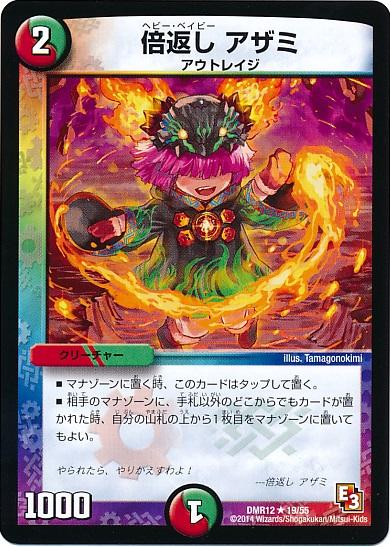 2
ヘビー・ベイビー
倍返し アザミ
アウトレイジ
illus. Tamagonokimi
クリーチャー
■ マナゾーンに置く時、このカードはタップして置く。
■ 相手のマナゾーンに、手札以外のどこからでもカードが
置かれた時、自分の山札の上から1枚目をマナゾーンに置いて
もよい。
やられたら、やりかえすわよ!
---倍返し アザミ
1000
1
DMR12 ★ 19/55
©2014 Wizards/Shogakukan/Mitsui-Kids
E3